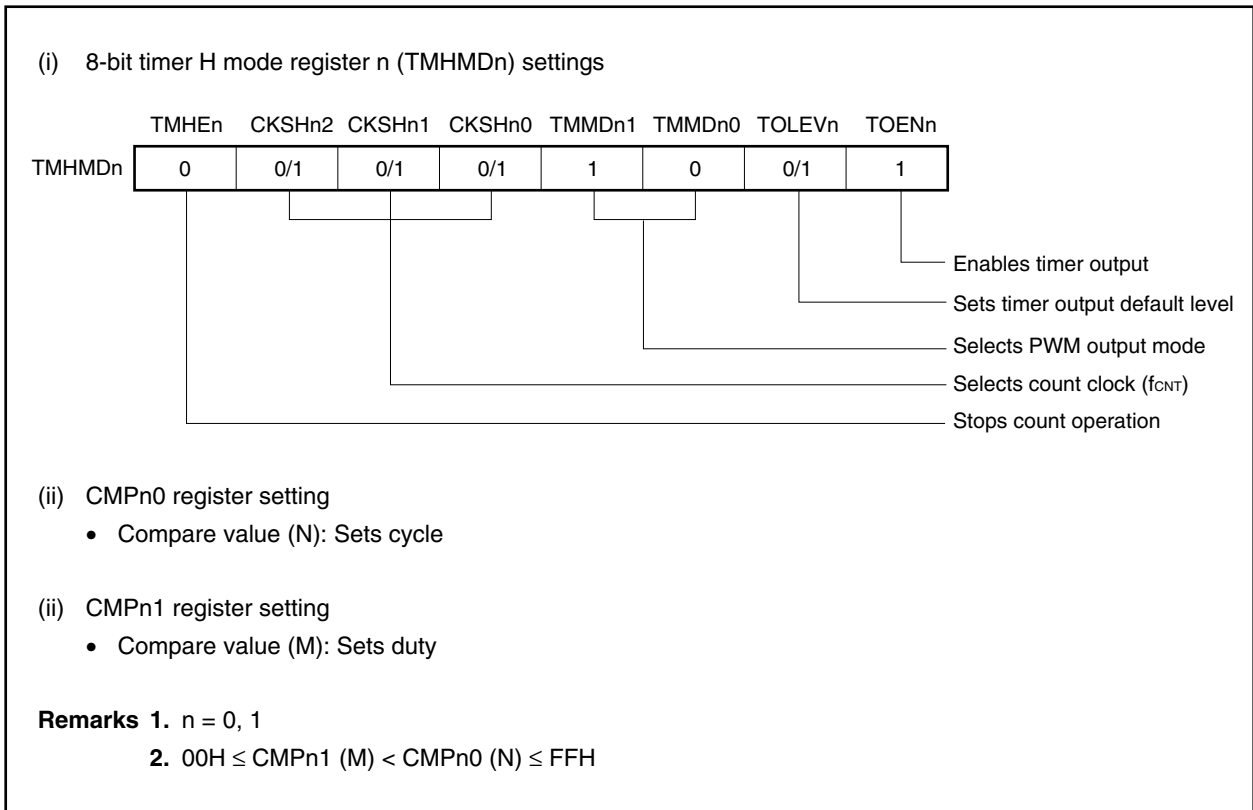 (i) 8-bit timer H mode register n (TMHMDn) settings
TMHEn CKSHn2 CKSHn1 CKSHn0 TMMDn1 TMMDn0 TOLEVn TOENn
TMHMDn 0 0/1 0/1 0/1 1 0 0/1 1
Enables timer output
Sets timer output default level
Selects PWM output mode
Selects count clock (fCNT)
Stops count operation
(ii) CMPn0 register setting
• Compare value (N): Sets cycle
(ii) CMPn1 register setting
• Compare value (M): Sets duty
Remarks 1. n = 0, 1
2. 00H ≤ CMPn1 (M) < CMPn0 (N) ≤ FFH